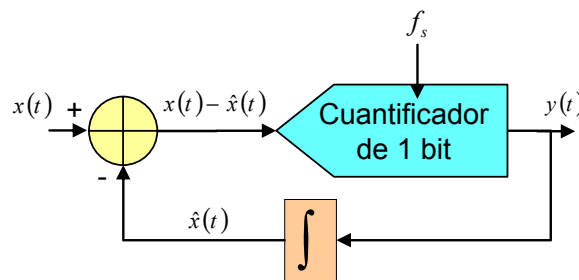 f_s
x(t)
+
x(t) − x̂(t)
Cuantificador
de 1 bit
y(t)
-
x̂(t)
∫